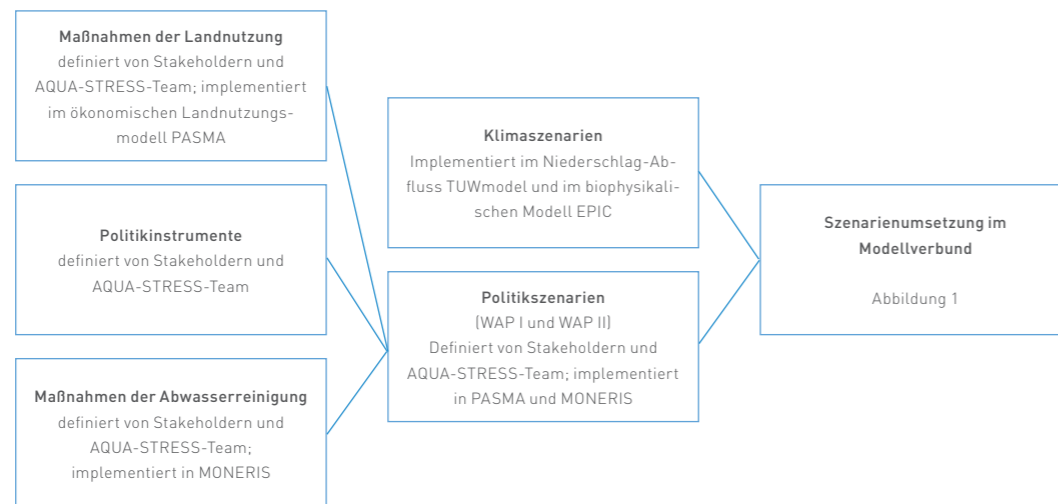 Maßnahmen der Landnutzung
definiert von Stakeholdern und
AQUA-STRESS-Team; implementiert
im ökonomischen Landnutzungs-
modell PASMA
Politikinstrumente
definiert von Stakeholdern und
AQUA-STRESS-Team
Maßnahmen der Abwasserreinigung
definiert von Stakeholdern und
AQUA-STRESS-Team;
implementiert in MONERIS
Klimaszenarien
Implementiert im Niederschlag-Ab-
fluss TUWmodel und im biophysikali-
schen Modell EPIC
Politikszenarien
(WAP I und WAP II)
Definiert von Stakeholdern und
AQUA-STRESS-Team; implementiert
in PASMA und MONERIS
Szenarienumsetzung im
Modellverbund
Abbildung 1